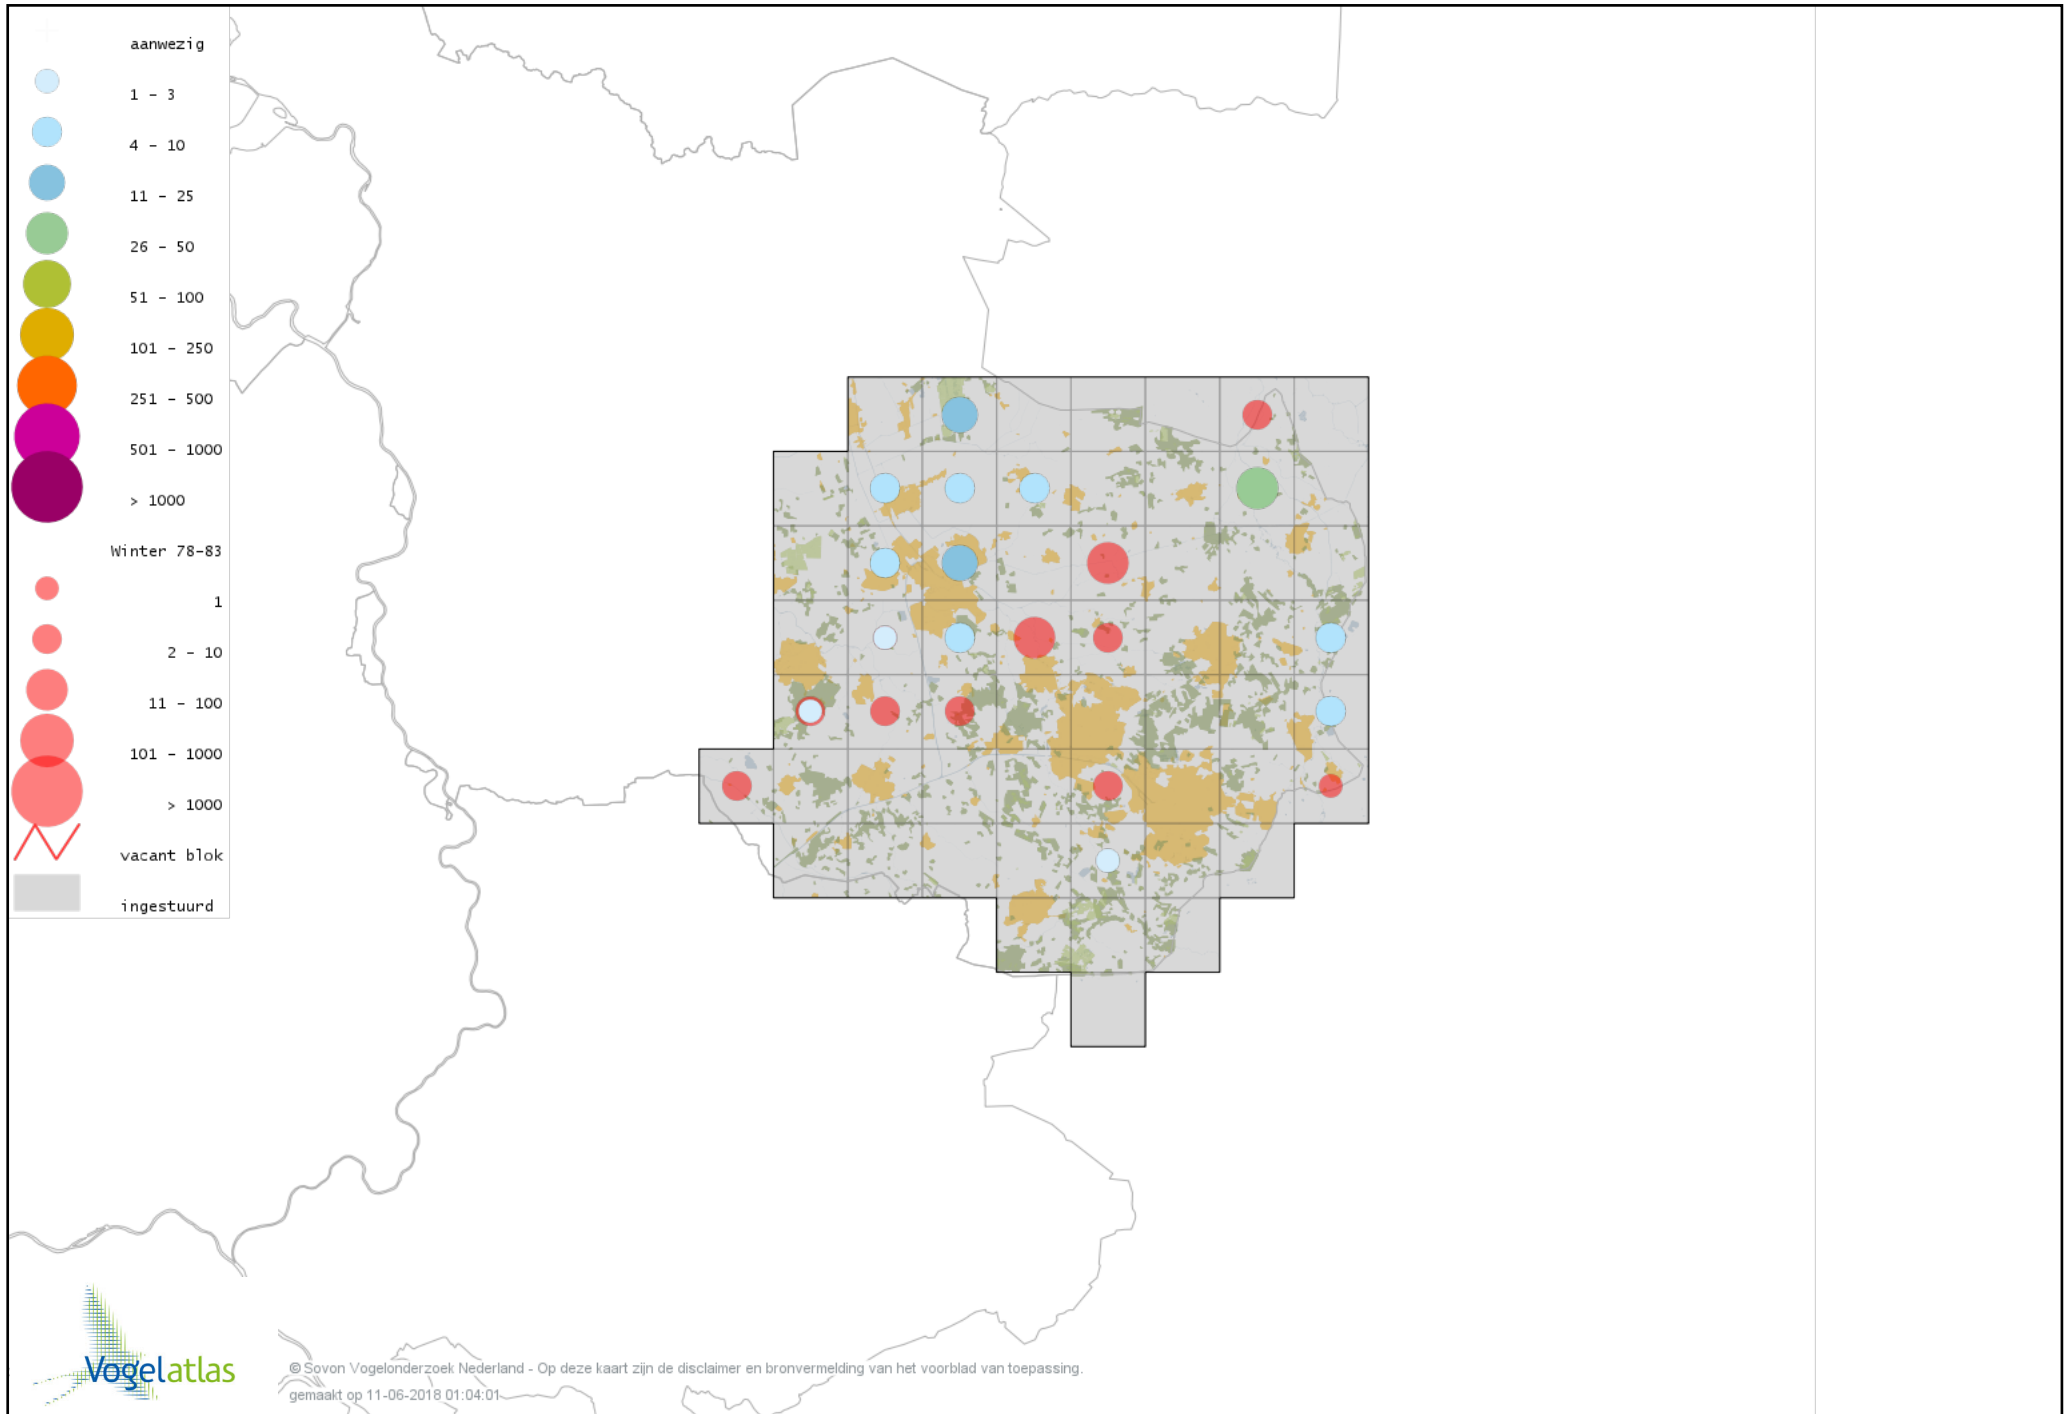 aanwezig
1 - 3
4 - 10
11 - 25
26 - 50
51 - 100
101 - 250
251 - 500
501 - 1000
> 1000
Winter 78-83
1
2 - 10
11 - 100
101 - 1000
> 1000
vacant blok
ingestuurd
Vogelatlas
© Sovon Vogelonderzoek Nederland - Op deze kaart zijn de disclaimer en bronvermelding van het voorblad van toepassing.
gemaakt op 11-06-2018 01:04:01